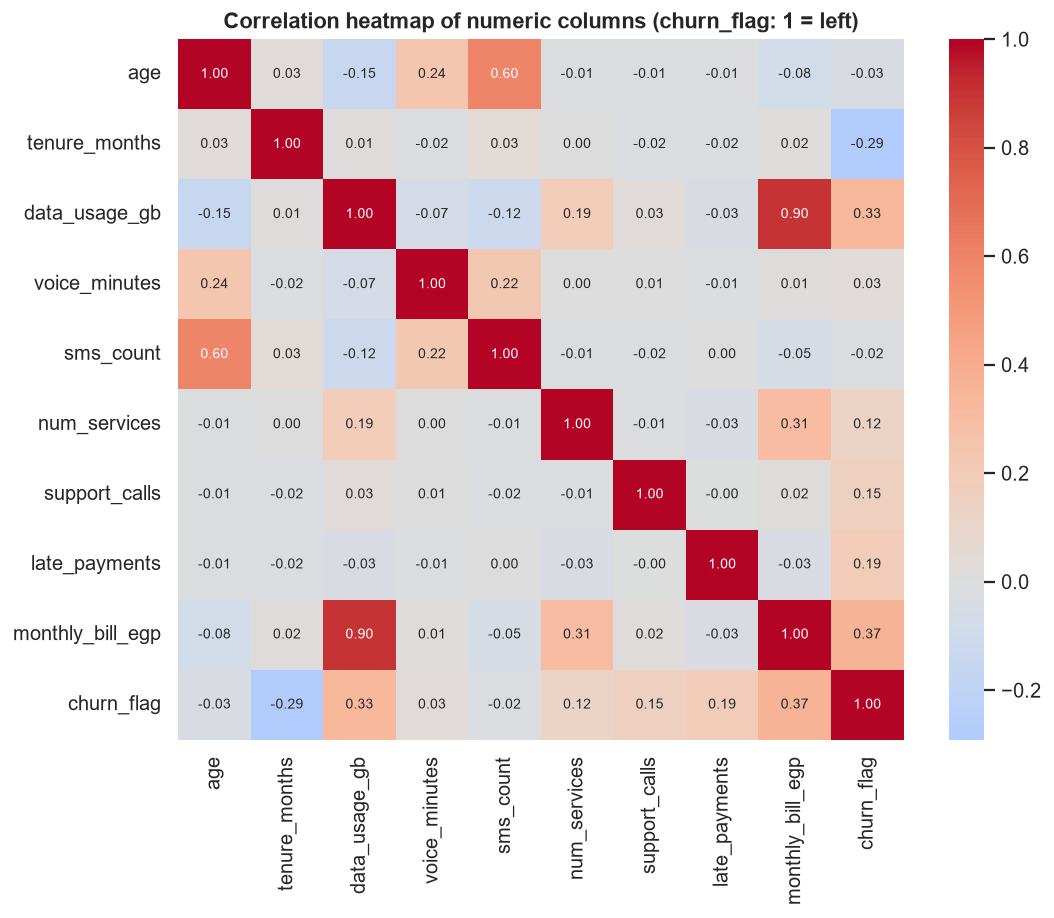 Correlation heatmap of numeric columns (churn_flag: 1 = left)
age 1.00 0.03 -0.15 0.24 0.60 -0.01 -0.01 -0.01 -0.08 -0.03
tenure_months 0.03 1.00 0.01 -0.02 0.03 0.00 -0.02 -0.02 0.02 -0.29
data_usage_gb -0.15 0.01 1.00 -0.07 -0.12 0.19 0.03 -0.03 0.90 0.33
voice_minutes 0.24 -0.02 -0.07 1.00 0.22 0.00 0.01 -0.01 0.01 0.03
sms_count 0.60 0.03 -0.12 0.22 1.00 -0.01 -0.02 0.00 -0.05 -0.02
num_services -0.01 0.00 0.19 0.00 -0.01 1.00 -0.01 -0.03 0.31 0.12
support_calls -0.01 -0.02 0.03 0.01 -0.02 -0.01 1.00 -0.00 0.02 0.15
late_payments -0.01 -0.02 -0.03 -0.01 0.00 -0.03 -0.00 1.00 -0.03 0.19
monthly_bill_egp -0.08 0.02 0.90 0.01 -0.05 0.31 0.02 -0.03 1.00 0.37
churn_flag -0.03 -0.29 0.33 0.03 -0.02 0.12 0.15 0.19 0.37 1.00
age
tenure_months
data_usage_gb
voice_minutes
sms_count
num_services
support_calls
late_payments
monthly_bill_egp
churn_flag
1.0
0.8
0.6
0.4
0.2
0.0
−0.2